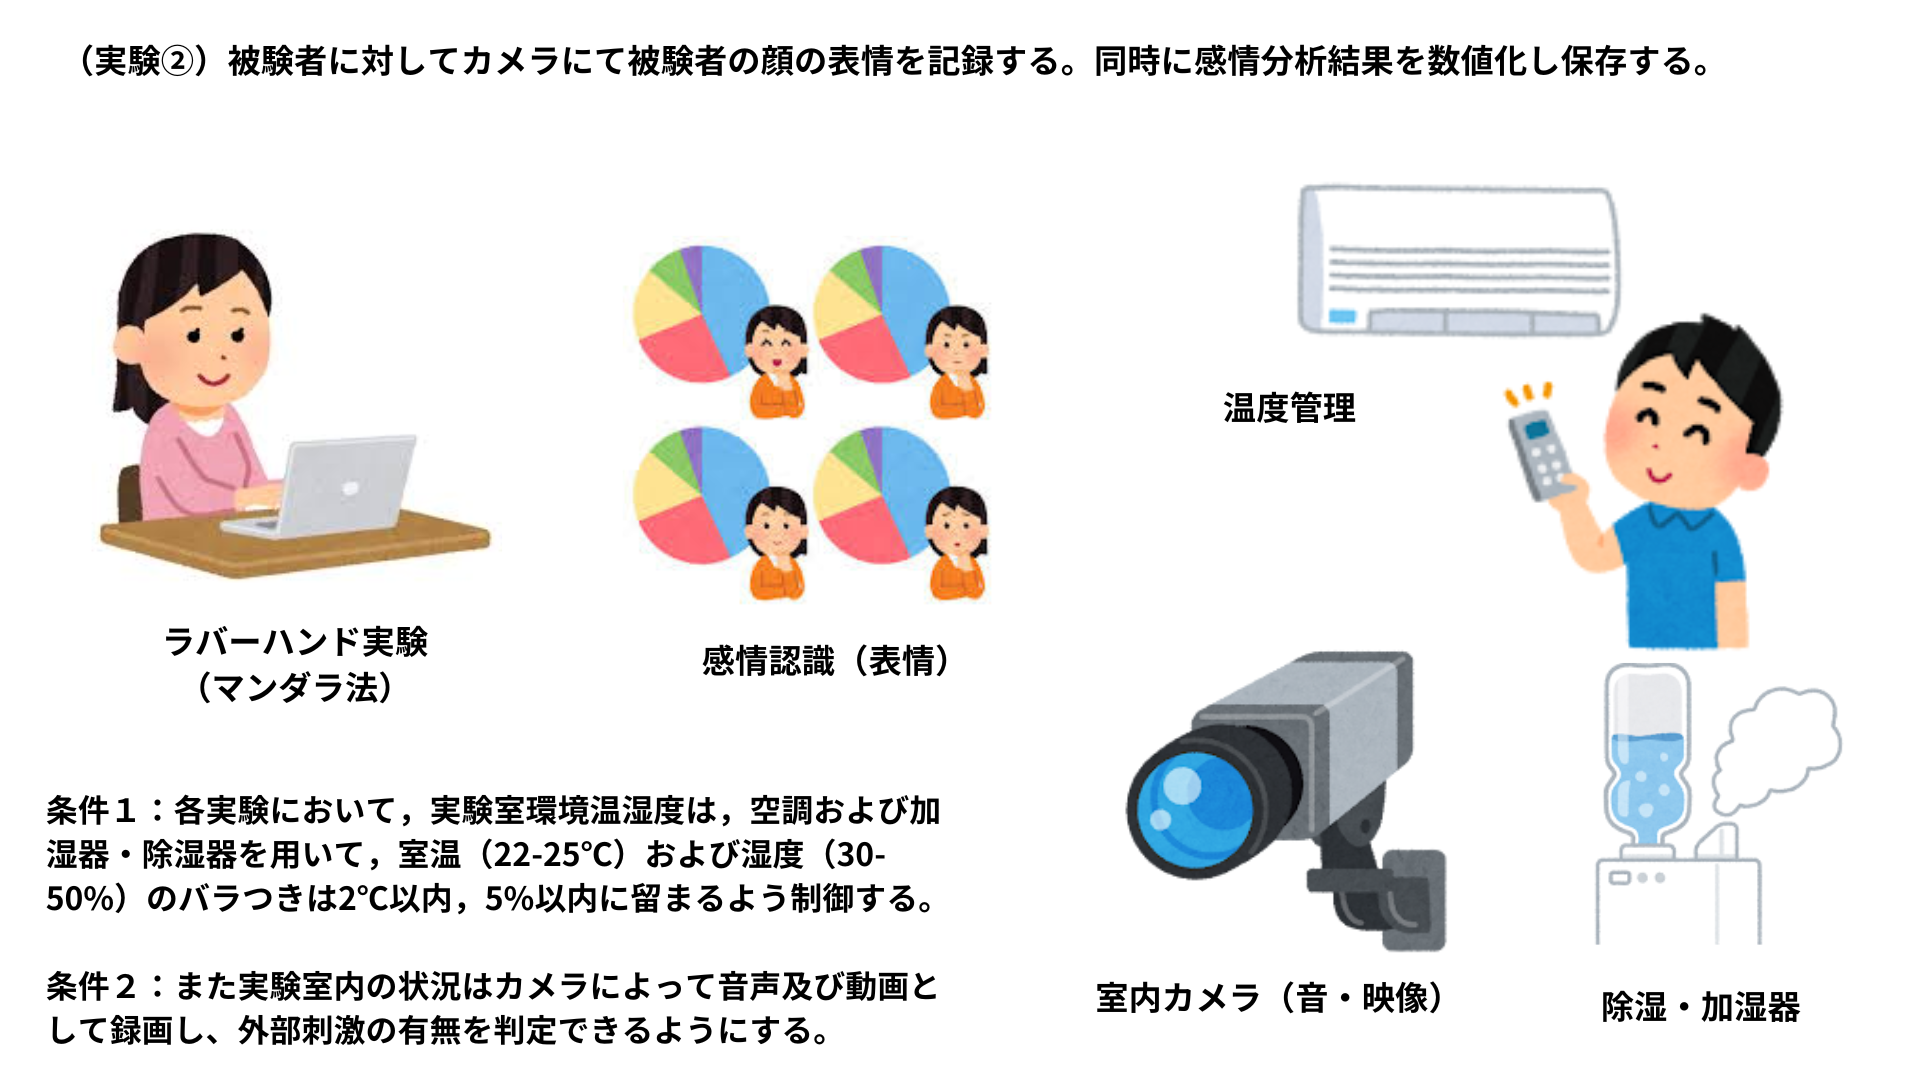 （実験②）被験者に対してカメラにて被験者の顔の表情を記録する。同時に感情分析結果を数値化し保存する。
温度管理
ラバーハンド実験
（マンダラ法）
感情認識（表情）
条件１：各実験において，実験室環境温湿度は，空調および加
湿器・除湿器を用いて，室温（22-25℃）および湿度（30-
50%）のバラつきは2℃以内，5%以内に留まるよう制御する。
条件２：また実験室内の状況はカメラによって音声及び動画と
して録画し、外部刺激の有無を判定できるようにする。
室内カメラ（音・映像）
除湿・加湿器